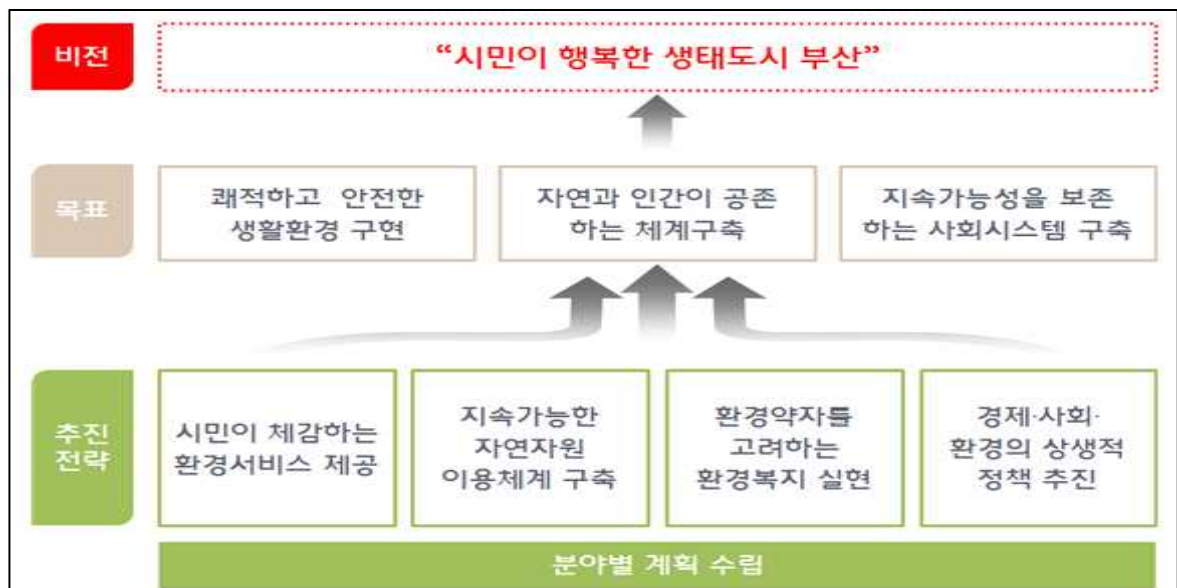 비전
“시민이 행복한 생태도시 부산”
목표
쾌적하고 안전한
생활환경 구현
자연과 인간이 공존
하는 체계구축
지속가능성을 보존
하는 사회시스템 구축
추진
전략
시민이 체감하는
환경서비스 제공
지속가능한
자연자원
이용체계 구축
환경약자를
고려하는
환경복지 실현
경제·사회·
환경의 상생적
정책 추진
분야별 계획 수립